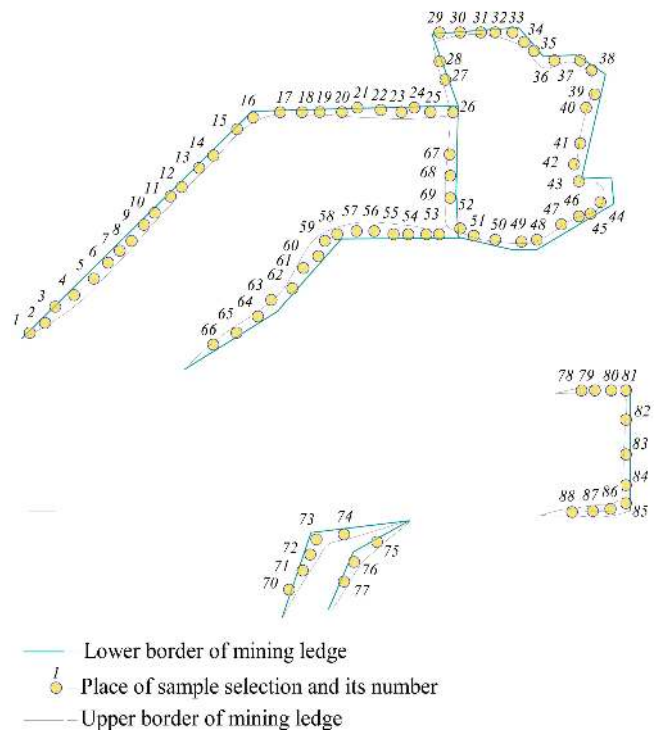 29 30 31 32 33 34
35
28 36 37 38
27
39
16 17 18 19 20 21 22 23 24 25 26 40
15
14 41
13 67 42
12 68 43
11
10 69
9 58 57 56 55 54 53 52 46 44
8 59 51 50 49 48 47 45
7 60
6 61
5 62
4 63
3 64
2 65
1 66
78 79 80 81
82
83
84
88 87 86 85
73 74
72 75
71 76
70 77
Lower border of mining ledge
1
Place of sample selection and its number
Upper border of mining ledge